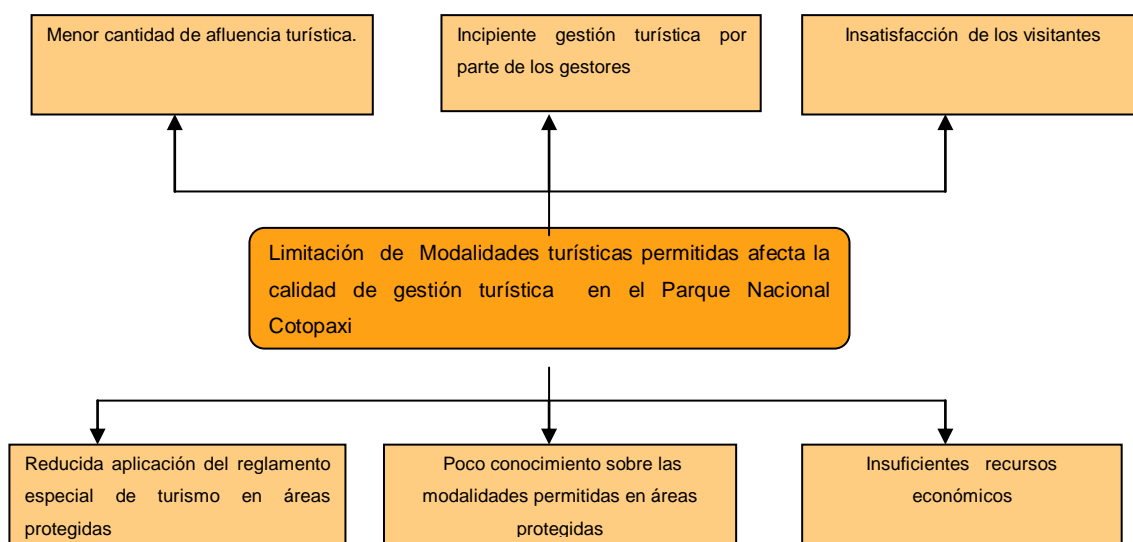 Menor cantidad de afluencia turística.
Incipiente gestión turística por
parte de los gestores
Insatisfacción de los visitantes
Limitación de Modalidades turísticas permitidas afecta la
calidad de gestión turística en el Parque Nacional
Cotopaxi
Reducida aplicación del reglamento
especial de turismo en áreas
protegidas
Poco conocimiento sobre las
modalidades permitidas en áreas
protegidas
Insuficientes recursos
económicos